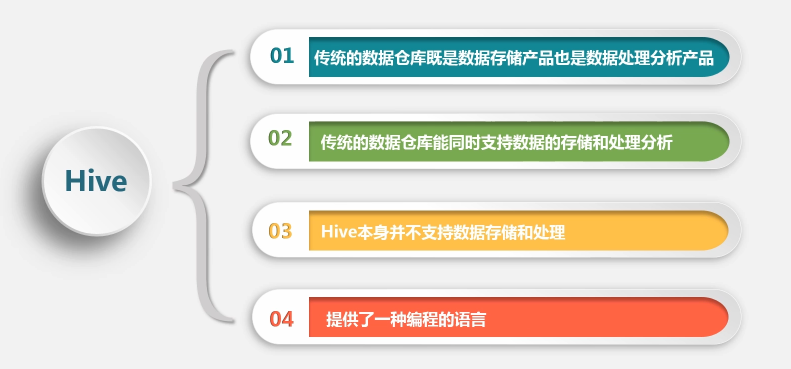 Hive
01 传统的数据仓库既是数据存储产品也是数据处理分析产品
02 传统的数据仓库能同时支持数据的存储和处理分析
03 Hive本身并不支持数据存储和处理
04 提供了一种编程的语言